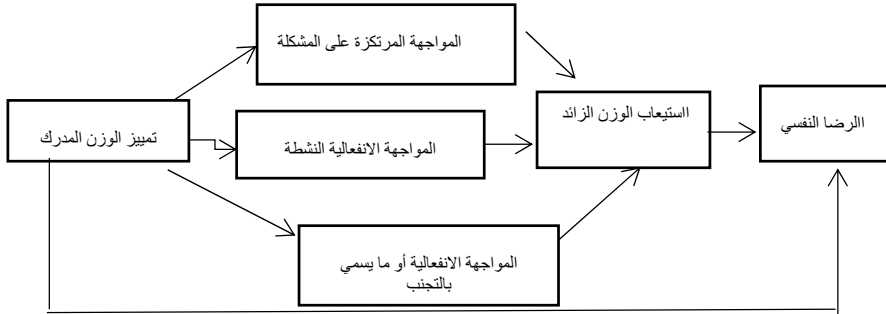 المواجهة المرتكزة على المشكلة
تمييز الوزن المدرك
المواجهة الانفعالية النشطة
ااستيعاب الوزن الزائد
االرضا النفسي
المواجهة الانفعالية أو ما يسمي
بالتجنب